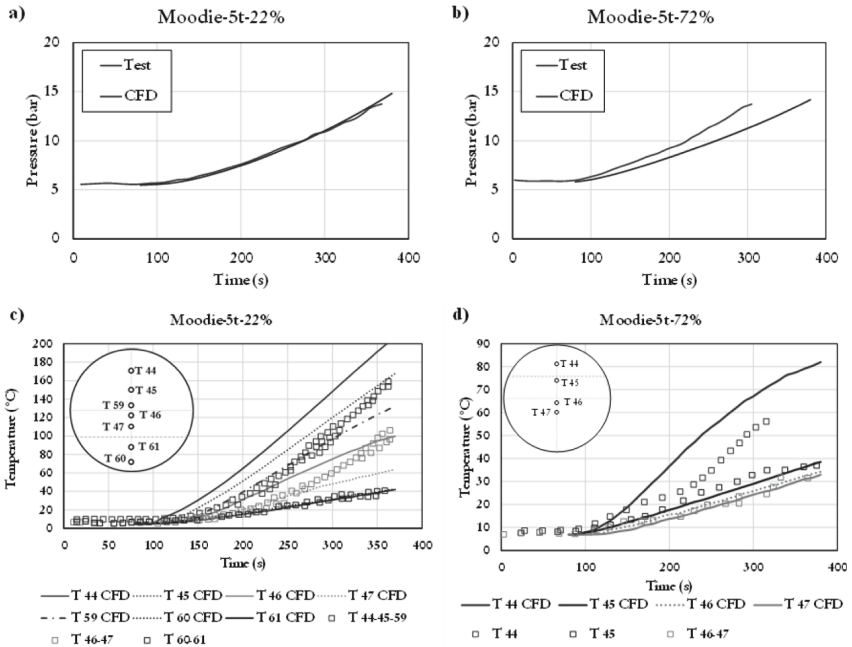 a)
Moodie-5t-22%
20
15
10
5
0
Pressure (bar)
Test
CFD
0 100 200 300 400
Time (s)
b)
Moodie-5t-72%
20
15
10
5
0
Pressure (bar)
Test
CFD
0 100 200 300 400
Time (s)
c)
Moodie-5t-22%
200
180
160
140
120
100
80
60
40
20
0
Temperature (°C)
T 44
T 45
T 59
T 46
T 47
T 61
T 60
0 50 100 150 200 250 300 350 400
Time (s)
T 44 CFD T 45 CFD T 46 CFD T 47 CFD
T 59 CFD T 60 CFD T 61 CFD T 44-45-59
T 46-47 T 60-61
d)
Moodie-5t-72%
90
80
70
60
50
40
30
20
10
0
Temperature (°C)
T 44
T 45
T 46
T 47
0 100 200 300 400
Time (s)
T 44 CFD T 45 CFD T 46 CFD T 47 CFD
T 44 T 45 T 46-47